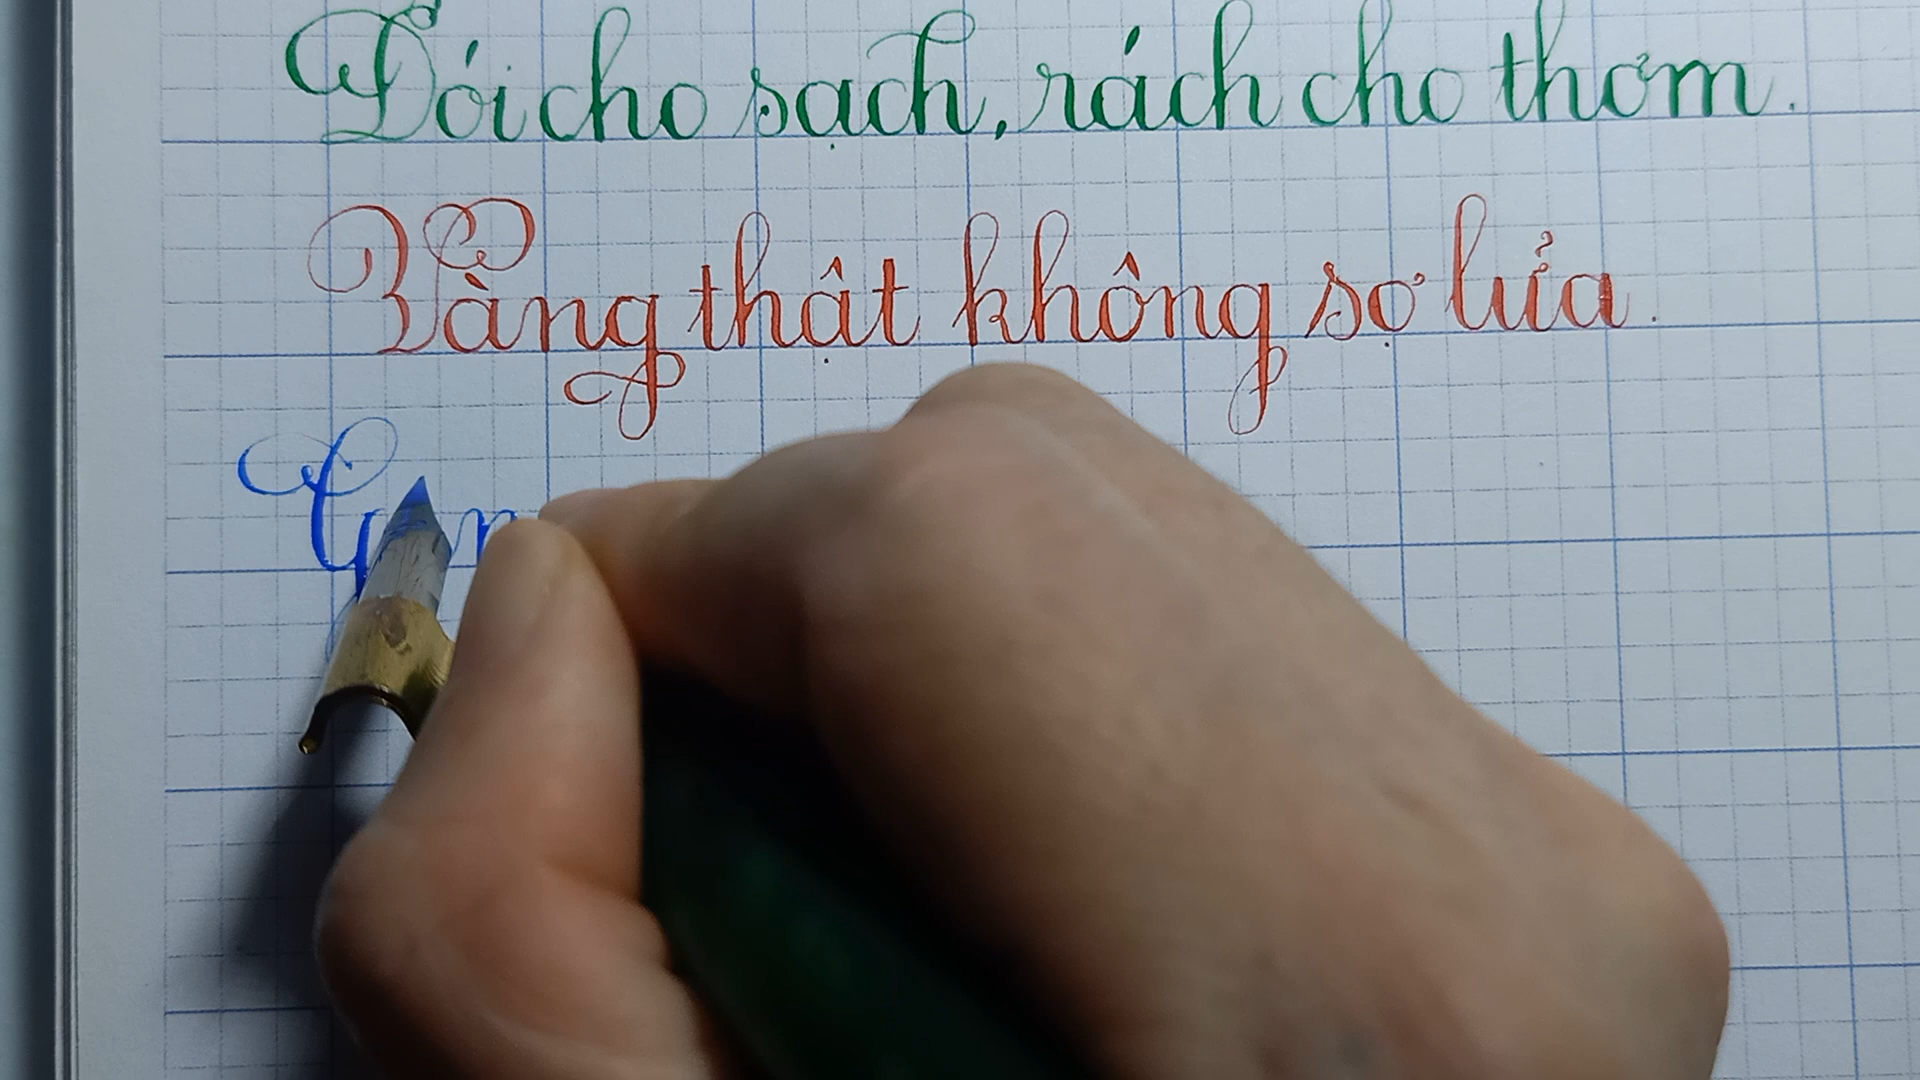 Đói cho sạch, rách cho thơm.
Vàng thật không sợ lửa.